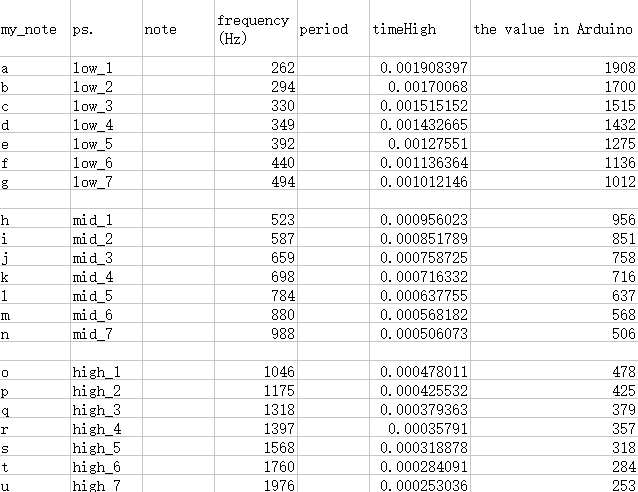 my_note ps. note frequency (Hz) period timeHigh the value in Arduino
a low_1 262 0.001908397 1908
b low_2 294 0.00170068 1700
c low_3 330 0.001515152 1515
d low_4 349 0.001432665 1432
e low_5 392 0.00127551 1275
f low_6 440 0.001136364 1136
g low_7 494 0.001012146 1012
h mid_1 523 0.000956023 956
i mid_2 587 0.000851789 851
j mid_3 659 0.000758725 758
k mid_4 698 0.000716332 716
l mid_5 784 0.000637755 637
m mid_6 880 0.000568182 568
n mid_7 988 0.000506073 506
o high_1 1046 0.000478011 478
p high_2 1175 0.000425532 425
q high_3 1318 0.000379363 379
r high_4 1397 0.00035791 357
s high_5 1568 0.000318878 318
t high_6 1760 0.000284091 284
u high_7 1976 0.000253036 253